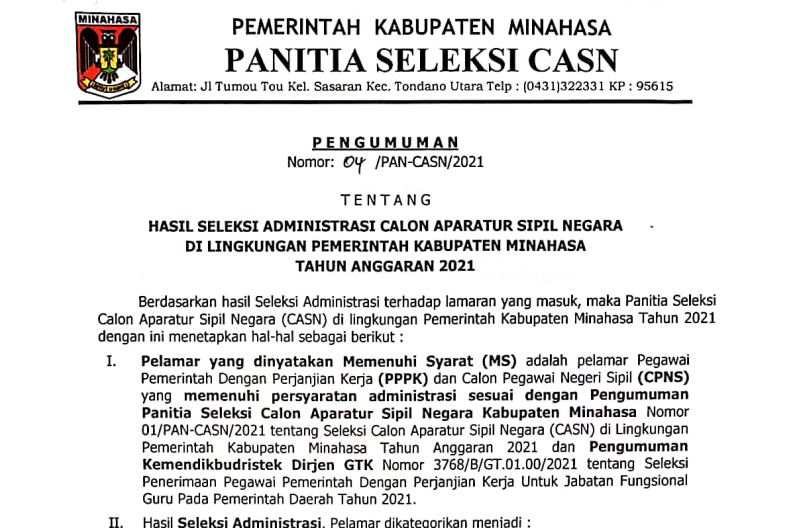 MINAHASA
PEMERINTAH KABUPATEN MINAHASA
PANITIA SELEKSI CASN
Alamat: Jl Tumou Tou Kel. Sasaran Kec. Tondano Utara Telp : (0431)322331 KP : 95615
PENGUMUMAN
Nomor: 04 /PAN-CASN/2021
TENTANG
HASIL SELEKSI ADMINISTRASI CALON APARATUR SIPIL NEGARA
DI LINGKUNGAN PEMERINTAH KABUPATEN MINAHASA
TAHUN ANGGARAN 2021
Berdasarkan hasil Seleksi Administrasi terhadap lamaran yang masuk, maka Panitia Seleksi
Calon Aparatur Sipil Negara (CASN) di lingkungan Pemerintah Kabupaten Minahasa Tahun 2021
dengan ini menetapkan hal-hal sebagai berikut :
I. Pelamar yang dinyatakan Memenuhi Syarat (MS) adalah pelamar Pegawai
Pemerintah Dengan Perjanjian Kerja (PPPK) dan Calon Pegawai Negeri Sipil (CPNS)
yang memenuhi persyaratan administrasi sesuai dengan Pengumuman
Panitia Seleksi Calon Aparatur Sipil Negara Kabupaten Minahasa Nomor
01/PAN-CASN/2021 tentang Seleksi Calon Aparatur Sipil Negara (CASN) di Lingkungan
Pemerintah Kabupaten Minahasa Tahun Anggaran 2021 dan Pengumuman
Kemendikbudristek Dirjen GTK Nomor 3768/B/GT.01.00/2021 tentang Seleksi
Penerimaan Pegawai Pemerintah Dengan Perjanjian Kerja Untuk Jabatan Fungsional
Guru Pada Pemerintah Daerah Tahun 2021.
II. Hasil Seleksi Administrasi, Pelamar dikategorikan menjadi :